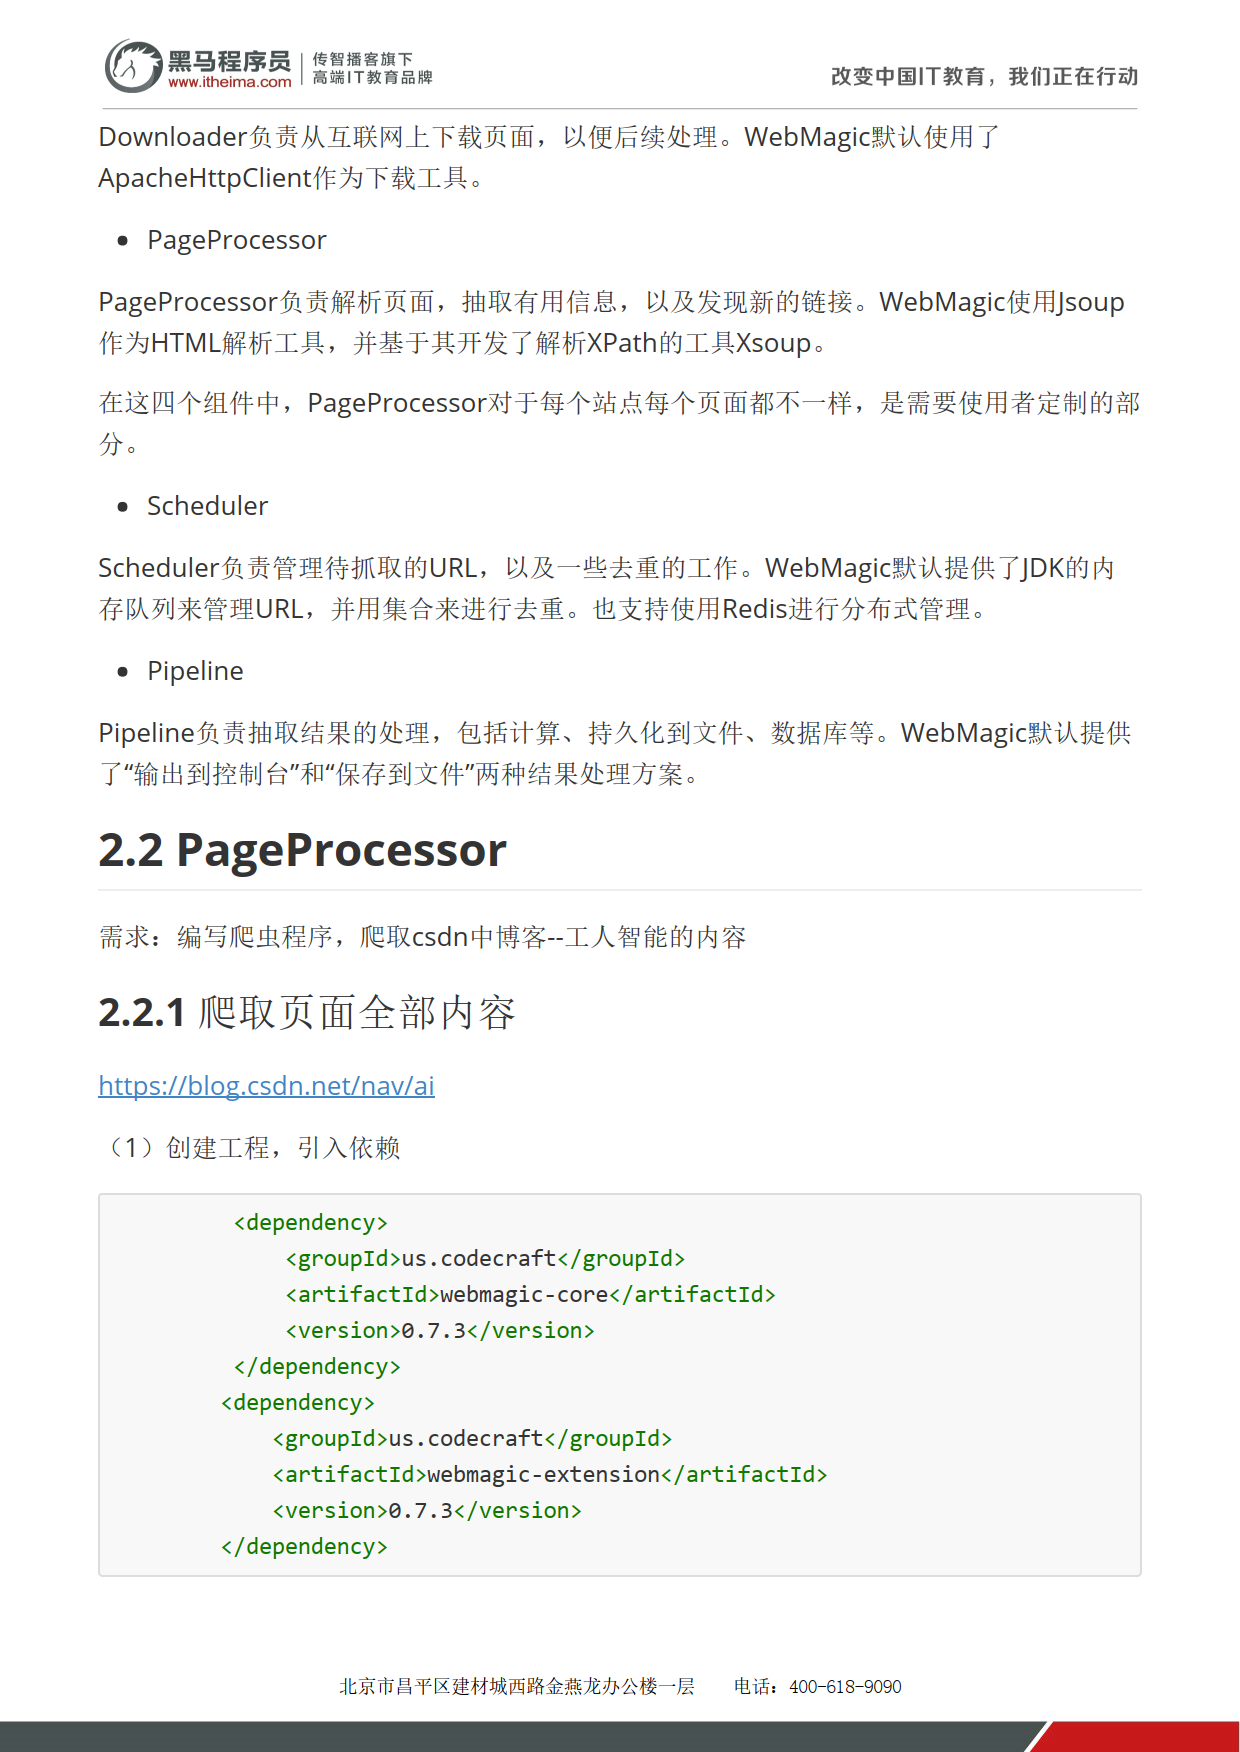 黑马程序员
www.itheima.com
传智播客旗下
高端IT教育品牌
改变中国IT教育，我们正在行动
Downloader负责从互联网上下载页面，以便后续处理。WebMagic默认使用了
ApacheHttpClient作为下载工具。
• PageProcessor
PageProcessor负责解析页面，抽取有用信息，以及发现新的链接。WebMagic使用Jsoup
作为HTML解析工具，并基于其开发了解析XPath的工具Xsoup。
在这四个组件中，PageProcessor对于每个站点每个页面都不一样，是需要使用者定制的部
分。
• Scheduler
Scheduler负责管理待抓取的URL，以及一些去重的工作。WebMagic默认提供了JDK的内
存队列来管理URL，并用集合来进行去重。也支持使用Redis进行分布式管理。
• Pipeline
Pipeline负责抽取结果的处理，包括计算、持久化到文件、数据库等。WebMagic默认提供
了“输出到控制台”和“保存到文件”两种结果处理方案。
2.2 PageProcessor
需求：编写爬虫程序，爬取csdn中博客--工人智能的内容
2.2.1 爬取页面全部内容
https://blog.csdn.net/nav/ai
（1）创建工程，引入依赖
<dependency>
<groupId>us.codecraft</groupId>
<artifactId>webmagic-core</artifactId>
<version>0.7.3</version>
</dependency>
<dependency>
<groupId>us.codecraft</groupId>
<artifactId>webmagic-extension</artifactId>
<version>0.7.3</version>
</dependency>
北京市昌平区建材城西路金燕龙办公楼一层 电话：400-618-9090